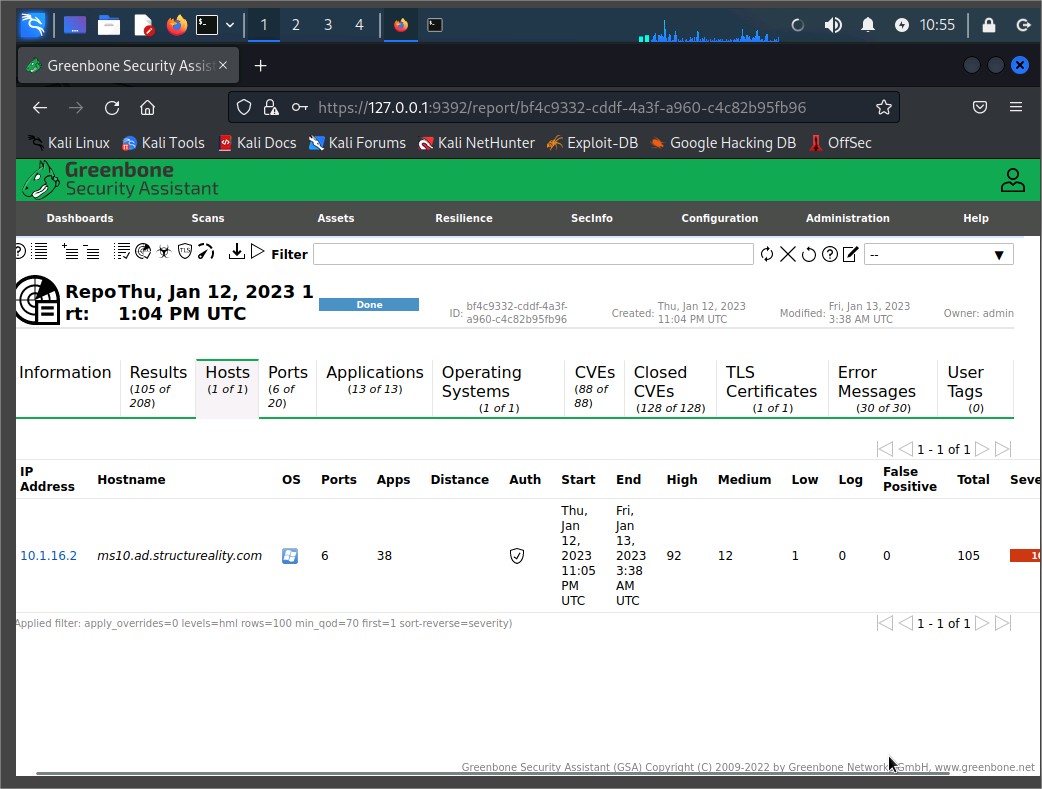 1 2 3 4 10:55
Greenbone Security Assist
https://127.0.0.1:9392/report/bf4c9332-cddf-4a3f-a960-c4c82b95fb96
Kali Linux Kali Tools Kali Docs Kali Forums Kali NetHunter Exploit-DB Google Hacking DB OffSec
Greenbone
Security Assistant
Dashboards Scans Assets Resilience SecInfo Configuration Administration Help
TLS Filter --
RepoThu, Jan 12, 2023 1
rt: 1:04 PM UTC
Done
ID: bf4c9332-cddf-4a3f-
a960-c4c82b95fb96
Created: Thu, Jan 12, 2023
11:04 PM UTC
Modified: Fri, Jan 13, 2023
3:38 AM UTC
Owner: admin
Information
Results
(105 of
208)
Hosts
(1 of 1)
Ports
(6 of
20)
Applications
(13 of 13)
Operating
Systems
(1 of 1)
CVEs
(88 of
88)
Closed
CVEs
(128 of 128)
TLS
Certificates
(1 of 1)
Error
Messages
(30 of 30)
User
Tags
(0)
1 - 1 of 1
IP
Address
Hostname OS Ports Apps Distance Auth Start End High Medium Low Log
False
Positive
Total Seve
10.1.16.2 ms10.ad.structureality.com 6 38
Thu,
Jan
12,
2023
11:05
PM
UTC
Fri,
Jan
13,
2023
3:38
AM
UTC
92 12 1 0 0 105 10
Applied filter: apply_overrides=0 levels=hml rows=100 min_qod=70 first=1 sort-reverse=severity)
1 - 1 of 1
Greenbone Security Assistant (GSA) Copyright (C) 2009-2022 by Greenbone Networks GmbH, www.greenbone.net